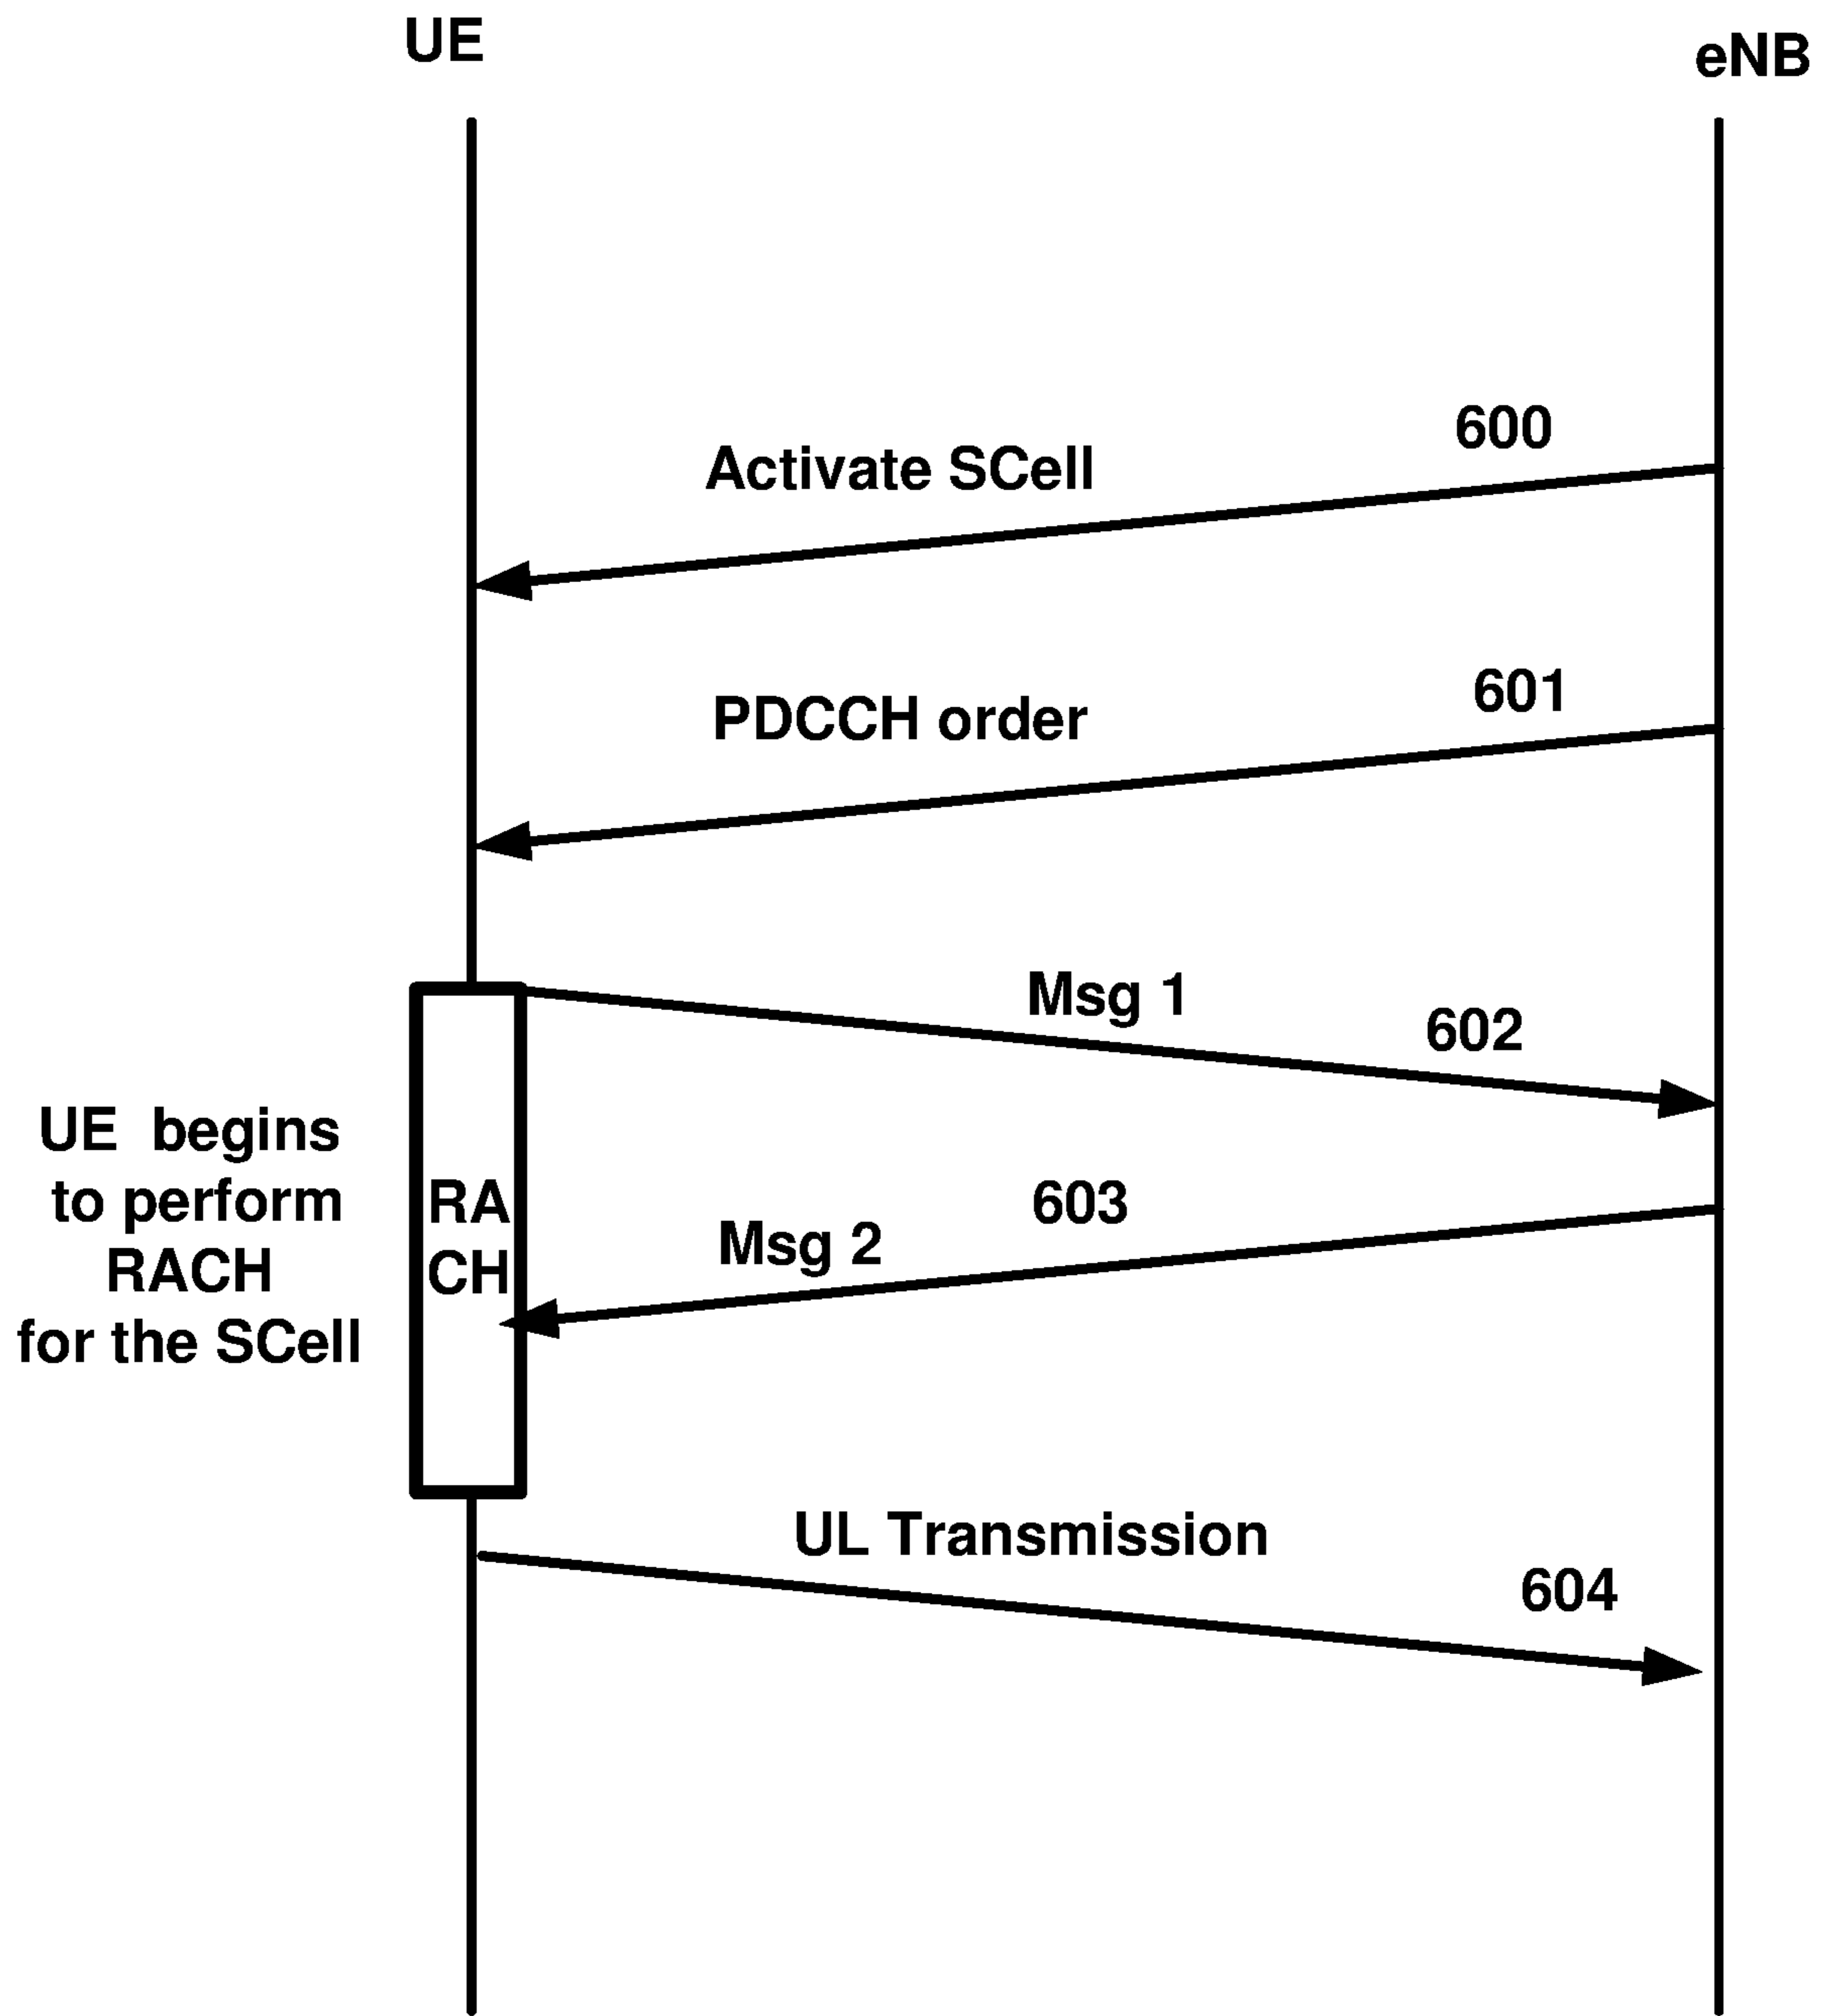 UE
eNB
600
Activate SCell
601
PDCCH order
Msg 1
602
UE begins
to perform
RACH
for the SCell
RA
CH
603
Msg 2
UL Transmission
604